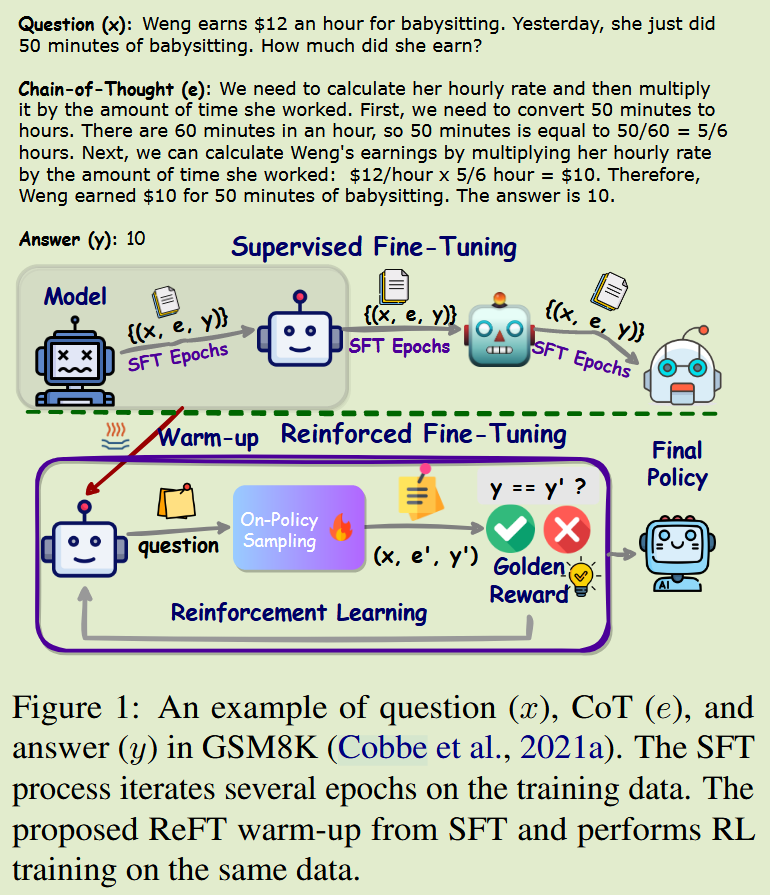 Question (x): Weng earns $12 an hour for babysitting. Yesterday, she just did
50 minutes of babysitting. How much did she earn?
Chain-of-Thought (e): We need to calculate her hourly rate and then multiply
it by the amount of time she worked. First, we need to convert 50 minutes to
hours. There are 60 minutes in an hour, so 50 minutes is equal to 50/60 = 5/6
hours. Next, we can calculate Weng's earnings by multiplying her hourly rate
by the amount of time she worked: $12/hour x 5/6 hour = $10. Therefore,
Weng earned $10 for 50 minutes of babysitting. The answer is 10.
Answer (y): 10
Supervised Fine-Tuning
Model
{(x, e, y)}
SFT Epochs
{(x, e, y)}
SFT Epochs
{(x, e, y)}
SFT Epochs
Warm-up
Reinforced Fine-Tuning
Final
Policy
question
On-Policy
Sampling
(x, e', y')
y == y' ?
Golden
Reward
Reinforcement Learning
AI
Figure 1: An example of question (x), CoT (e), and
answer (y) in GSM8K (Cobbe et al., 2021a). The SFT
process iterates several epochs on the training data. The
proposed ReFT warm-up from SFT and performs RL
training on the same data.